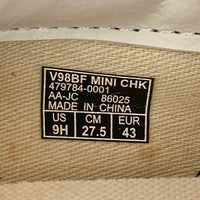 V98BF MINI CHK
479784-0001
AA-JC 86025
MADE IN CHINA
US CM EUR
9H 27.5 43